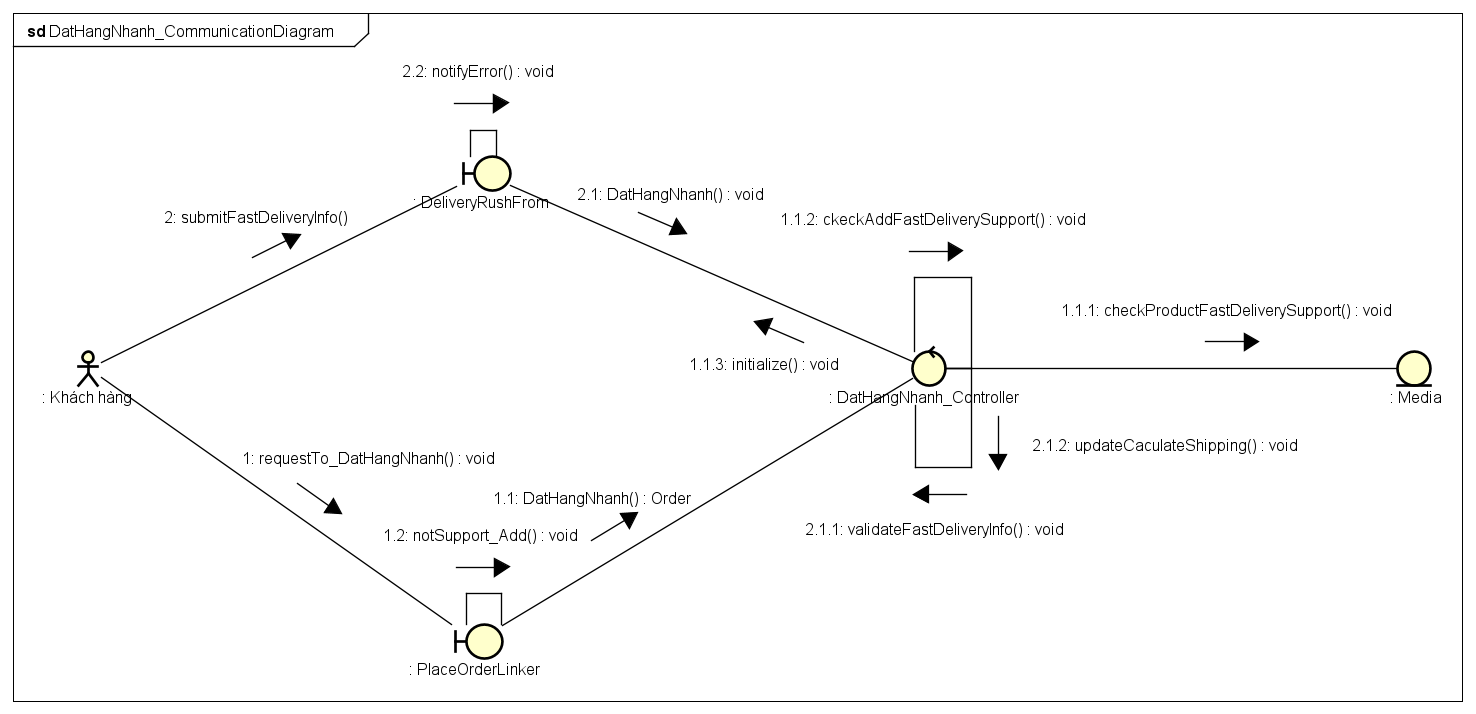 sd DatHangNhanh_CommunicationDiagram
2.2: notifyError() : void
: DeliveryRushFrom
2.1: DatHangNhanh() : void
2: submitFastDeliveryInfo()
1.1.2: ckeckAddFastDeliverySupport() : void
1.1.1: checkProductFastDeliverySupport() : void
1.1.3: initialize() : void
: Khách hàng
: DatHangNhanh_Controller
: Media
2.1.2: updateCaculateShipping() : void
1: requestTo_DatHangNhanh() : void
1.1: DatHangNhanh() : Order
2.1.1: validateFastDeliveryInfo() : void
1.2: notSupport_Add() : void
: PlaceOrderLinker